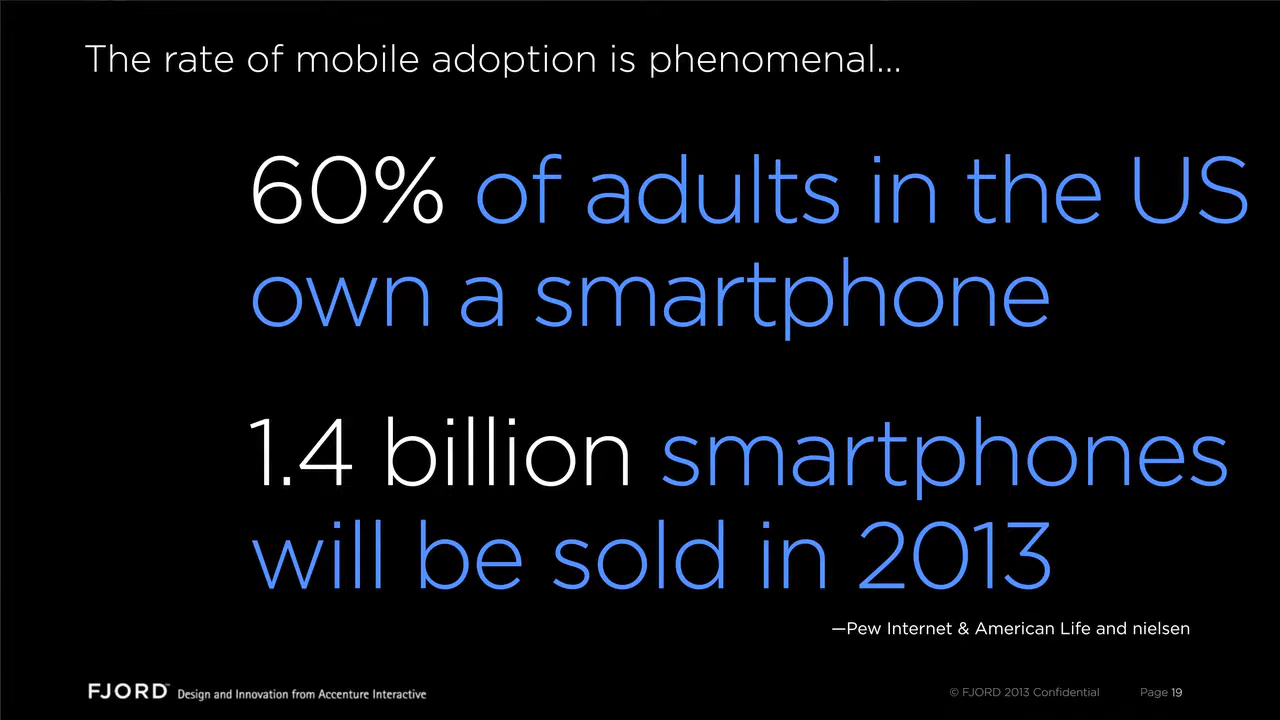 The rate of mobile adoption is phenomenal...
60% of adults in the US
own a smartphone
1.4 billion smartphones
will be sold in 2013
—Pew Internet & American Life and nielsen
FJORD™ Design and Innovation from Accenture Interactive
© FJORD 2013 Confidential Page 19